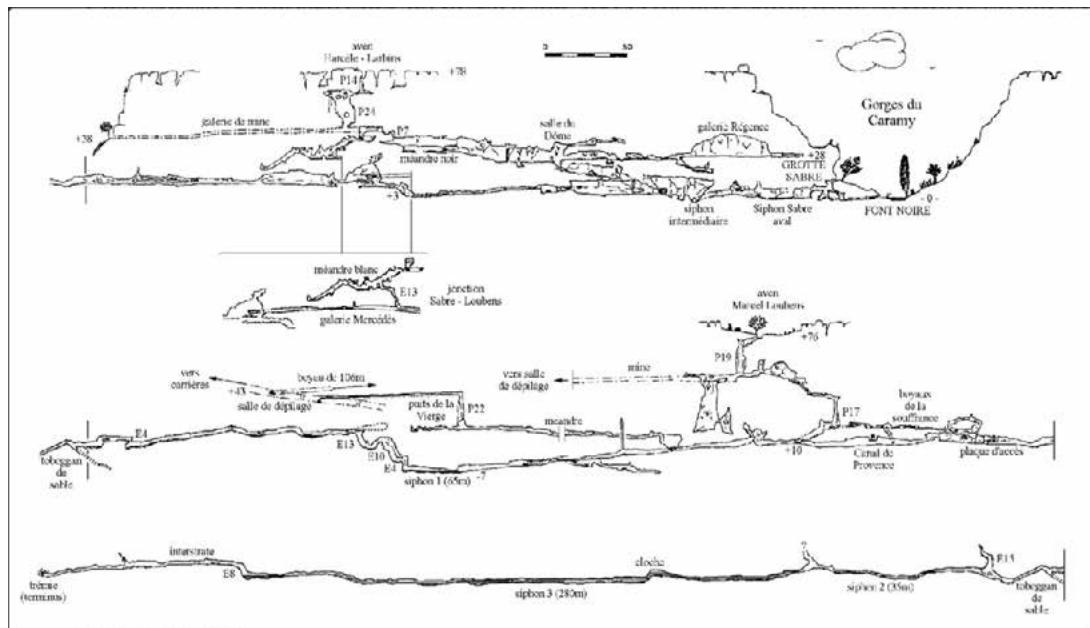 0 50
aven
Harcèle - Larbins
+78
P14
P24
galerie de mine
P7
+28
méandre noir
salle du
Dôme
galerie Régence
Gorges du
Caramy
+28
GROTTE
SABRE
+3
siphon
intermédiaire
Siphon Sabre
aval
FONT NOIRE
- 0 -
méandre blanc
E13
jonction
Sabre - Loubens
galerie Mercédès
aven
Marcel Loubens
+76
P19
vers
carrières
+43
boyau de 106m
salle de dépilage
vers salle
de dépilage
mine
puits de la
Vierge
P22
méandre
P17
boyaux
de la
souffrance
E4
E13
E10
E4
toboggan
de
sable
siphon 1 (65m)
-7
+10
Canal de
Provence
plaque d'accès
interstrate
E8
trémie
(terminus)
siphon 3 (280m)
cloche
?
siphon 2 (35m)
E15
toboggan
de
sable